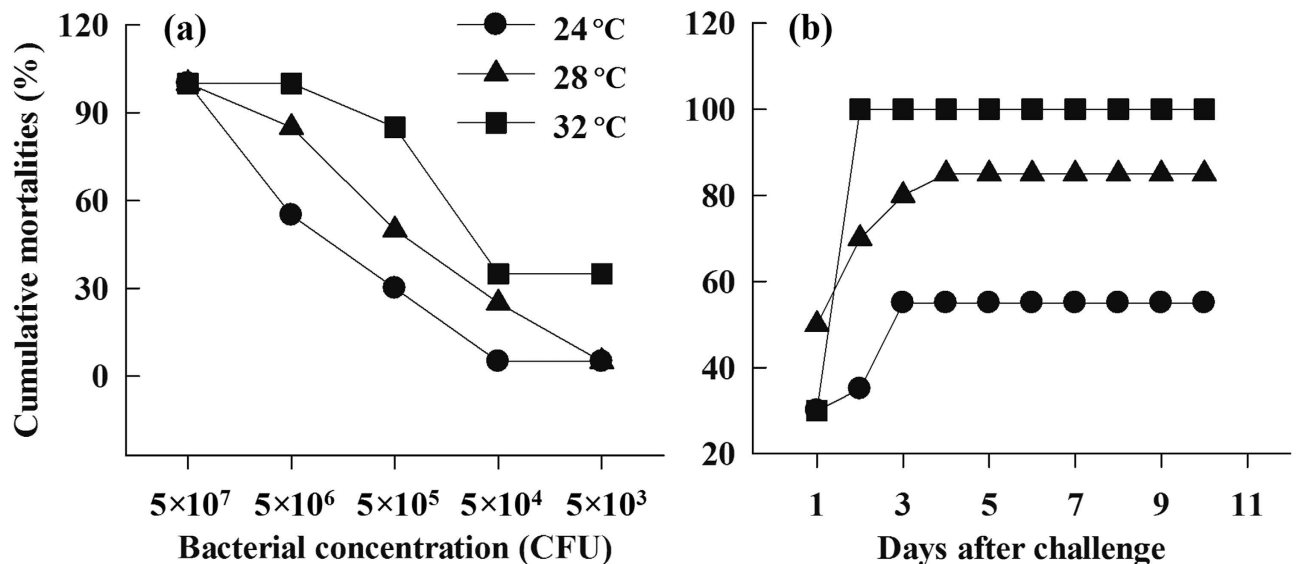 Cumulative mortalities (%)
(a)
24 °C
28 °C
32 °C
120
90
60
30
0
5×10⁷ 5×10⁶ 5×10⁵ 5×10⁴ 5×10³
Bacterial concentration (CFU)
(b)
120
100
80
60
40
20
1 3 5 7 9 11
Days after challenge